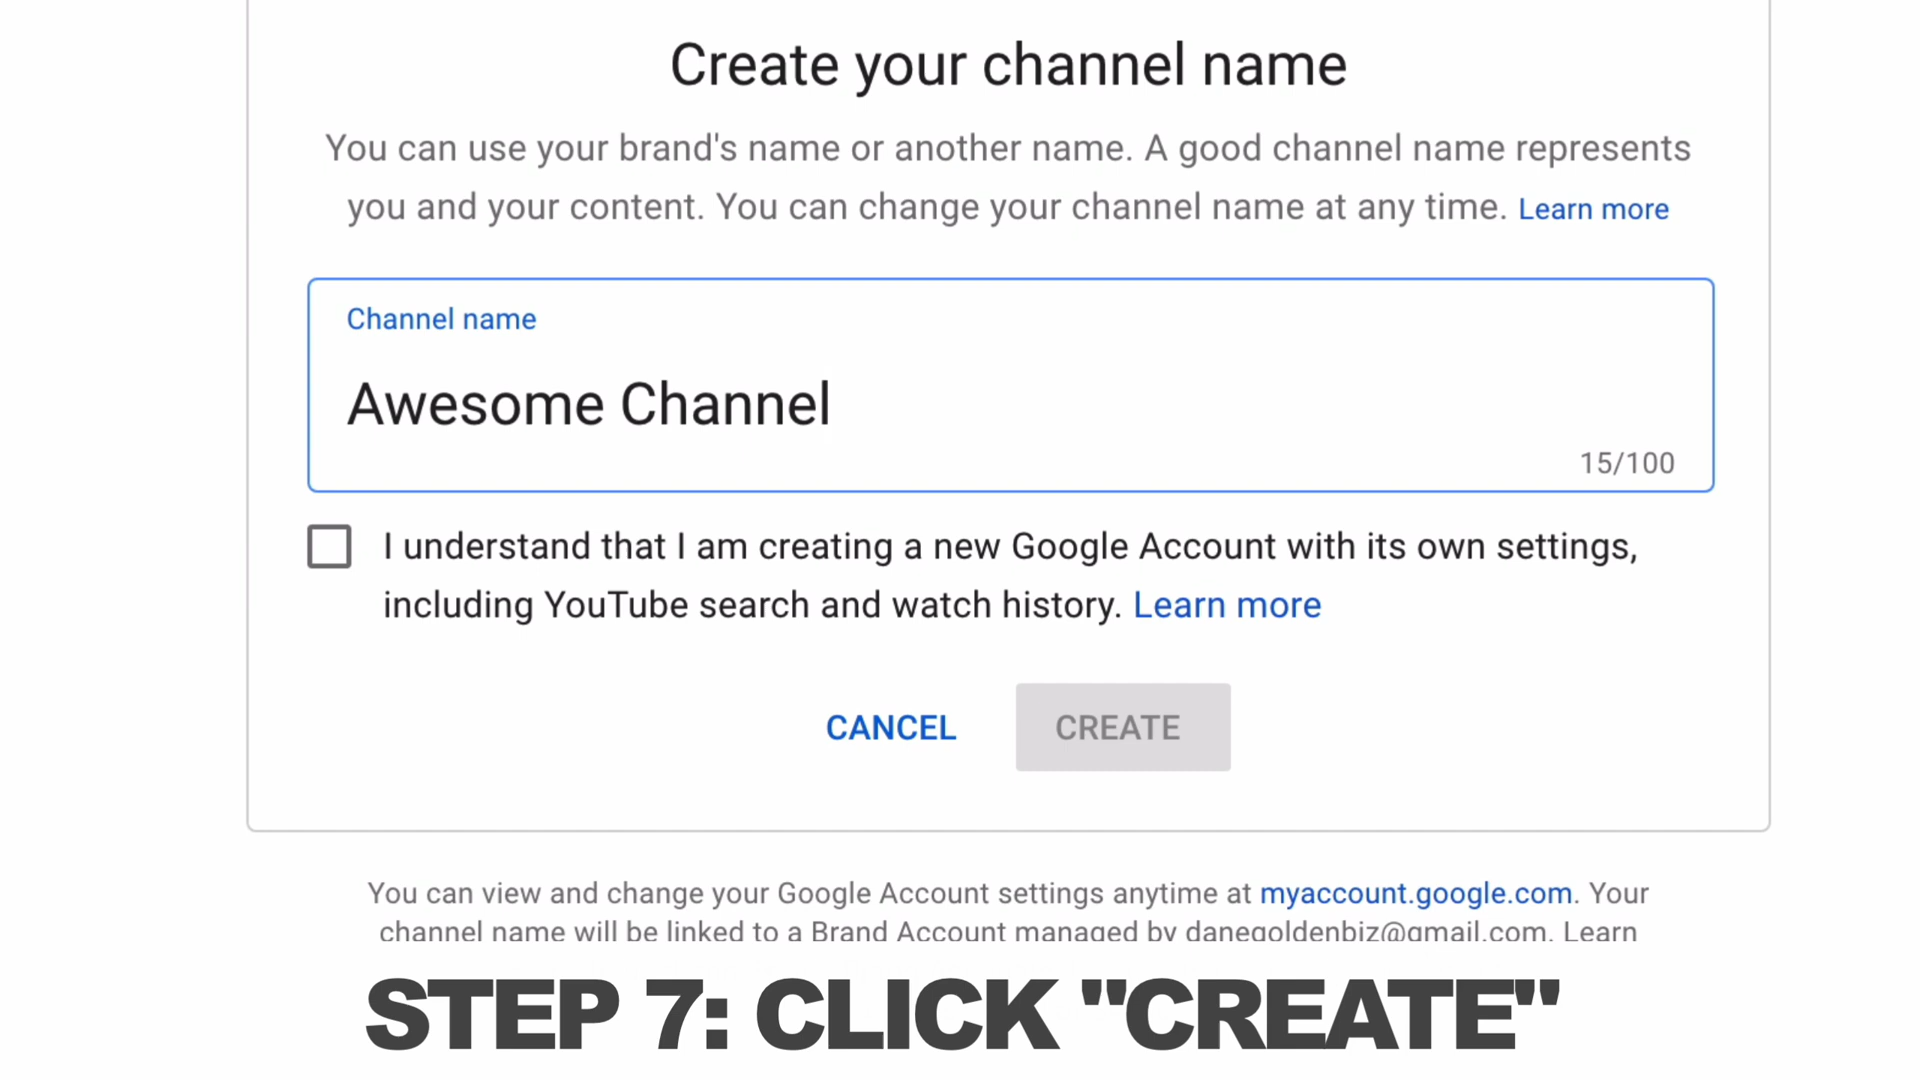 Create your channel name
You can use your brand's name or another name. A good channel name represents
you and your content. You can change your channel name at any time. Learn more
Channel name
Awesome Channel
15/100
I understand that I am creating a new Google Account with its own settings,
including YouTube search and watch history. Learn more
CANCEL CREATE
You can view and change your Google Account settings anytime at myaccount.google.com. Your
channel name will be linked to a Brand Account managed by danegoldenbiz@gmail.com. Learn
STEP 7: CLICK "CREATE"